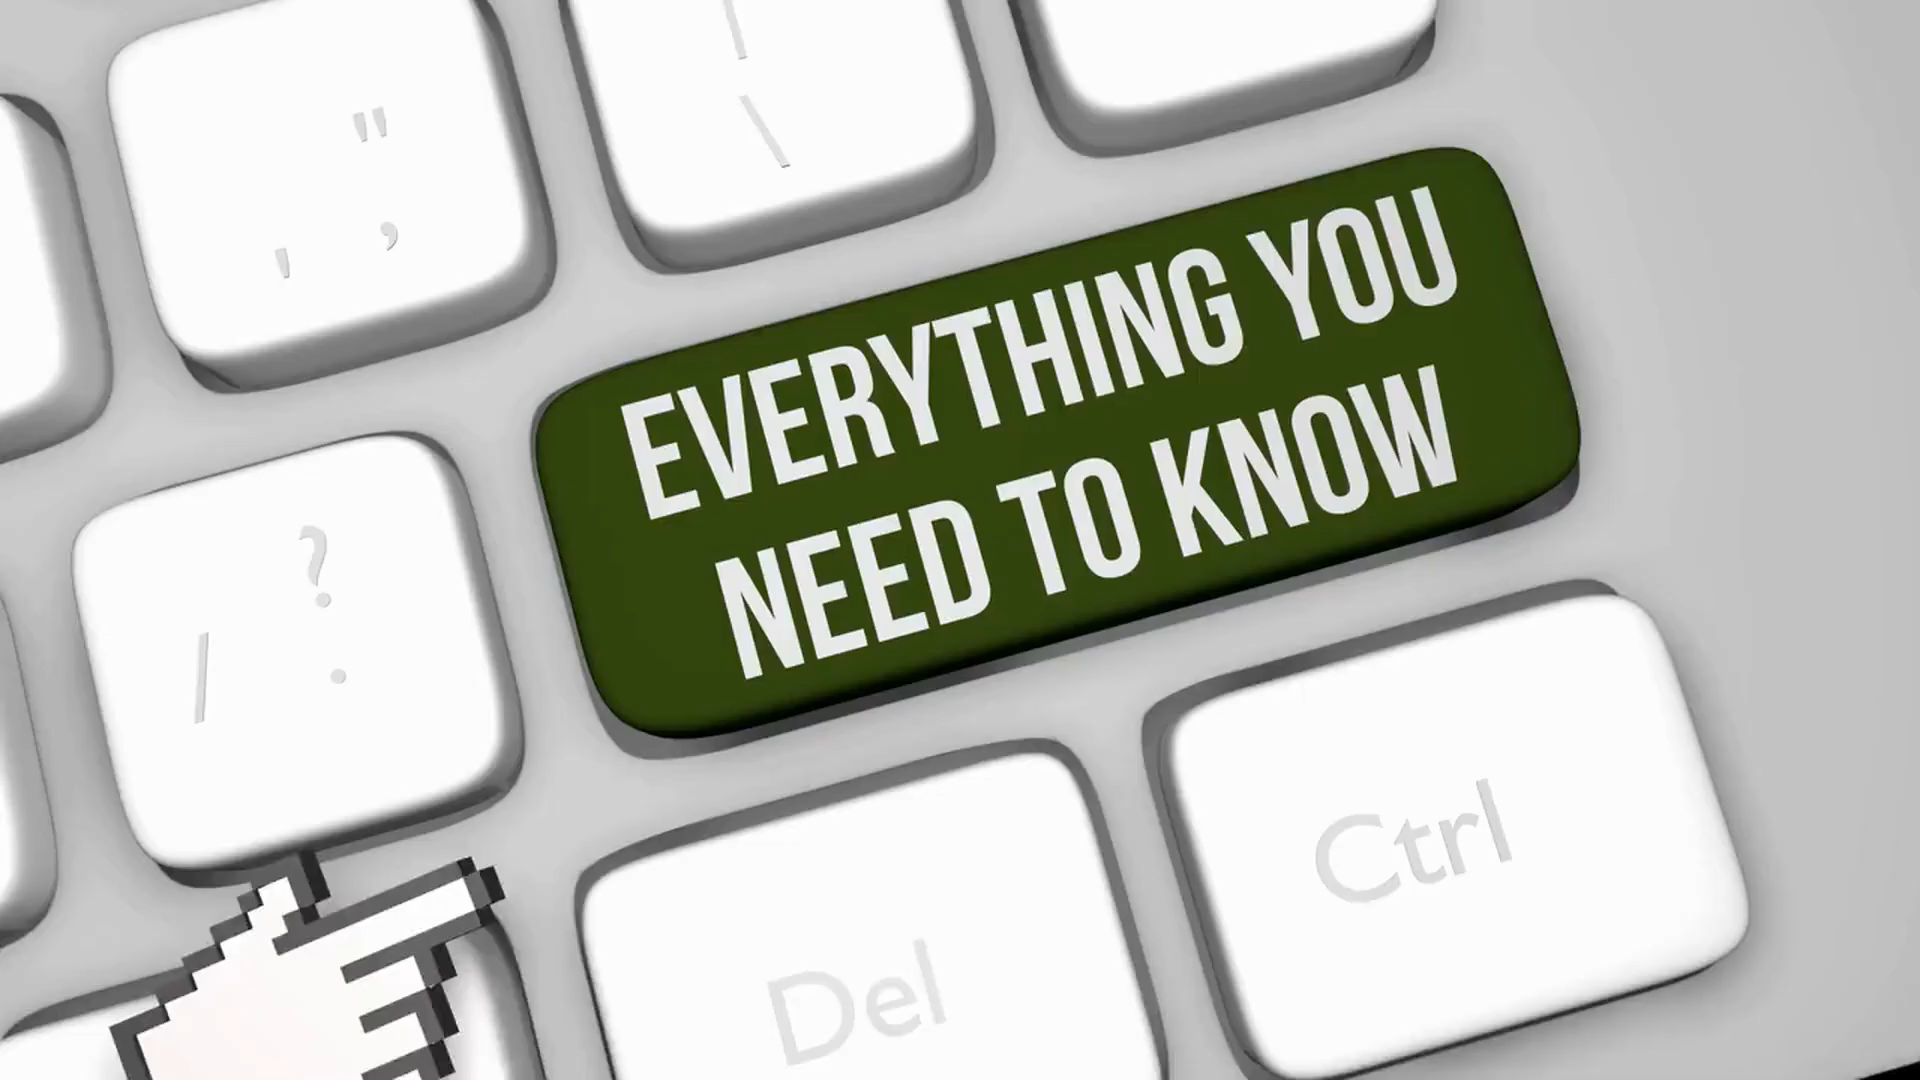 "
' ,
|
\
EVERYTHING YOU
NEED TO KNOW
?
/ .
Ctrl
Del